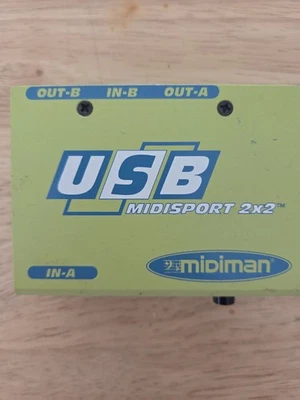 OUT-B IN-B OUT-A
USB
MIDISPORT 2x2™
IN-A
midiman®